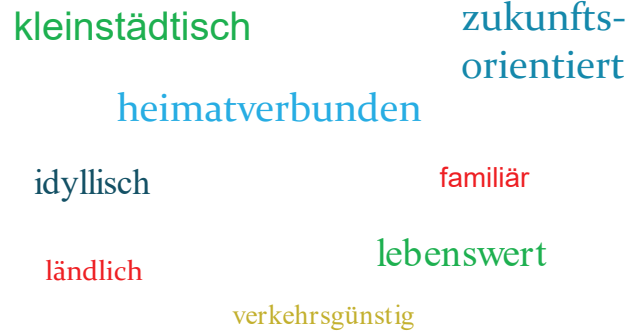 kleinstädtisch
zukunfts-
orientiert
heimatverbunden
idyllisch
familiär
lebenswert
ländlich
verkehrsgünstig